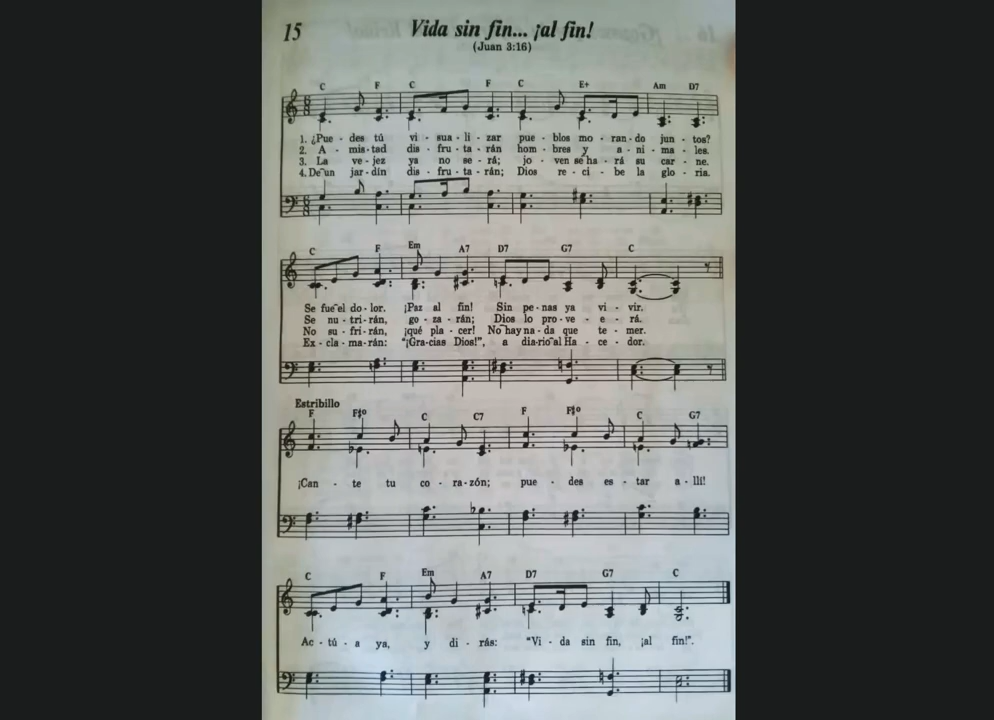 15
Vida sin fin... ¡al fin!
(Juan 3:16)
C F C F C E+ Am D7
1. ¿Pue - des tú vi - sua - li - zar pue - blos mo - ran - do jun - tos?
2. A - mis - tad dis - fru - ta - rán hom - bres y a - ni - ma - les.
3. La ve - jez ya no se - rá; jo - ven se ha - rá su car - ne.
4. De un jar - dín dis - fru - ta - rán; Dios re - ci - be la glo - ria.
C F Em A7 D7 G7 C
Se fue el do - lor. ¡Paz al fin! Sin pe - nas ya vi - vir.
Se nu - tri - rán, go - za - rán; Dios lo pro - ve - e - rá.
No su - fri - rán, ¡qué pla - cer! No hay na - da que te - mer.
Ex - cla - ma - rán: "¡Gra - cias Dios!", a dia - rio al Ha - ce - dor.
Estribillo
F F#° C C7 F F#° C G7
¡Can - te tu co - ra - zón; pue - des es - tar a - llí!
C F Em A7 D7 G7 C
Ac - tú - a ya, y di - rás: "Vi - da sin fin, ¡al fin!".